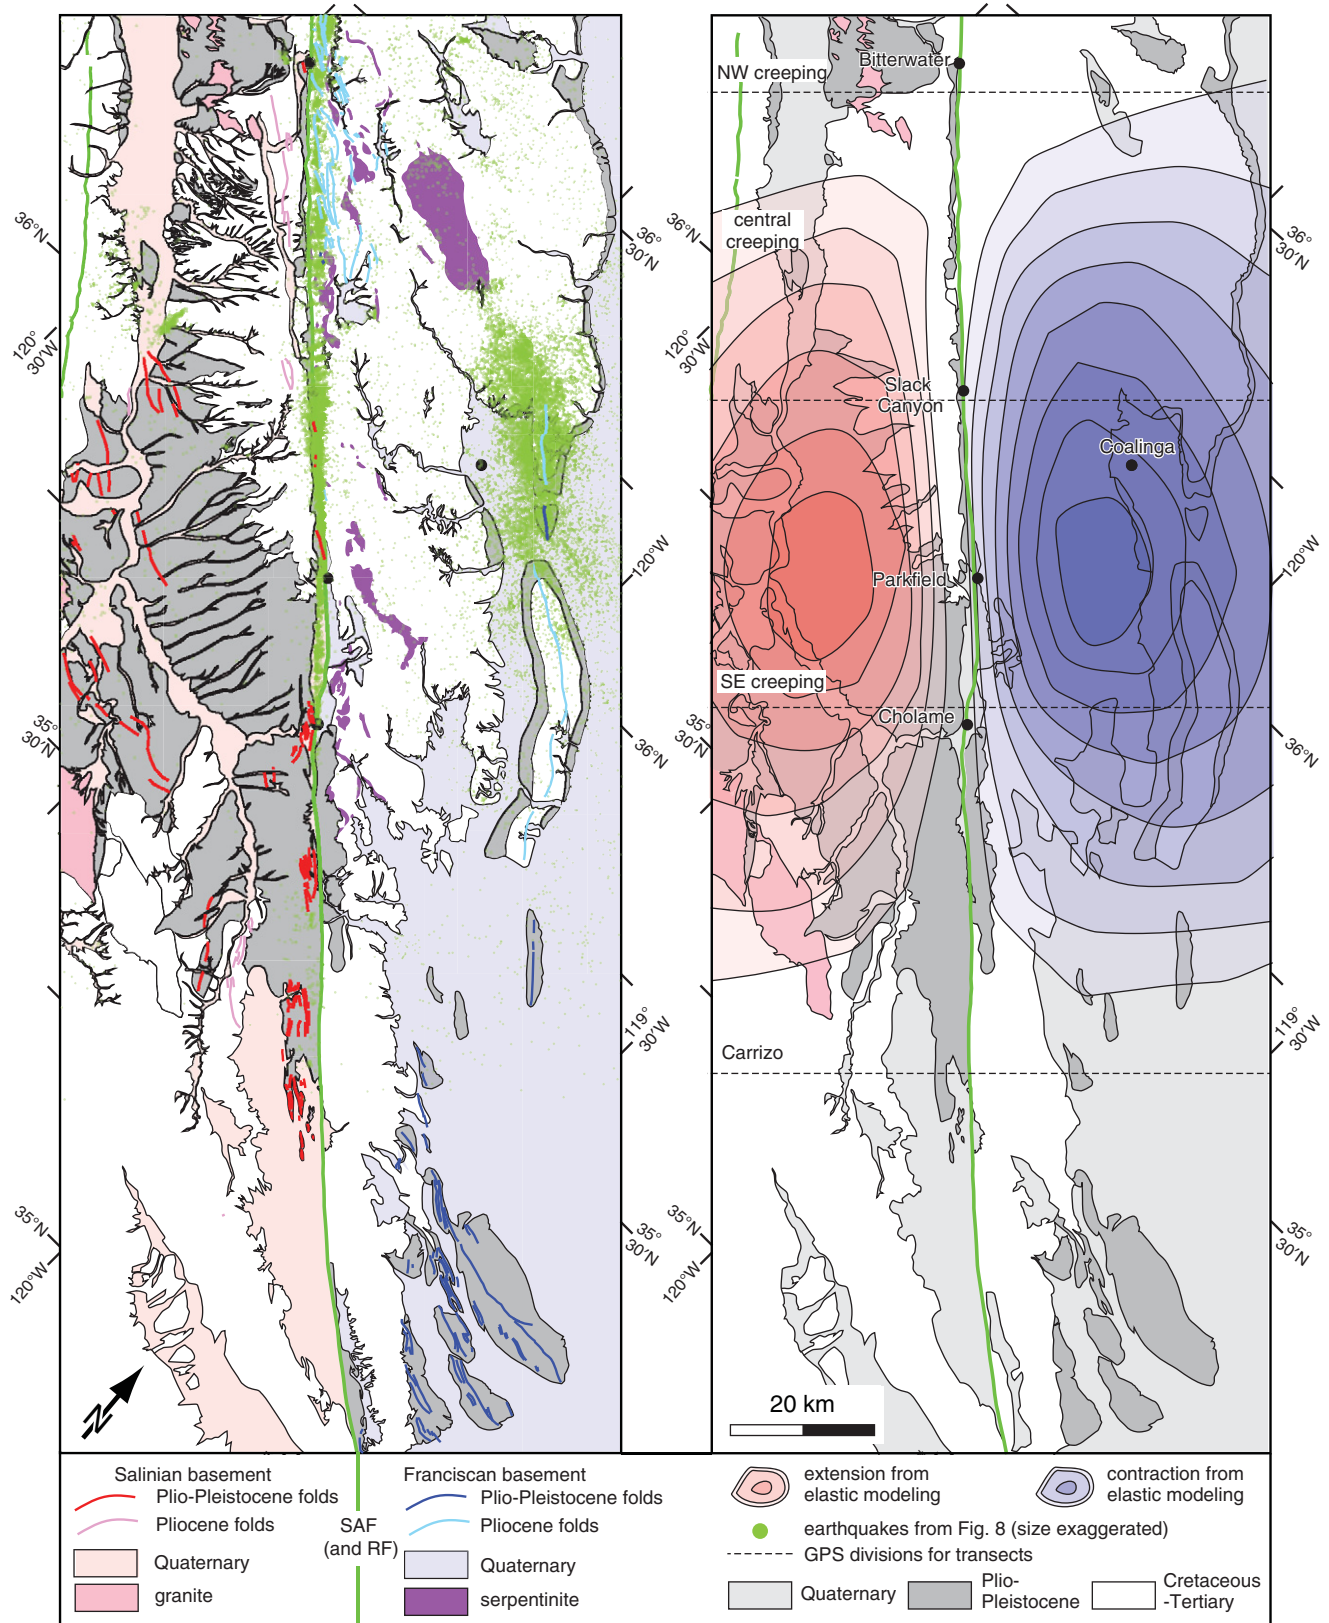 36°N
120°
30′W
35°
30′N
35°N
120°W
N
36°
30′N
120°W
36°N
119°
30′W
35°
30′N
Bitterwater
NW creeping
central
creeping
Slack
Canyon
Coalinga
Parkfield
SE creeping
Cholame
Carrizo
20 km
36°N
120°
30′W
35°
30′N
35°N
120°W
36°
30′N
120°W
36°N
119°
30′W
35°
30′N
Salinian basement
Plio-Pleistocene folds
Pliocene folds
Quaternary
granite
SAF
(and RF)
Franciscan basement
Plio-Pleistocene folds
Pliocene folds
Quaternary
serpentinite
extension from
elastic modeling
contraction from
elastic modeling
earthquakes from Fig. 8 (size exaggerated)
GPS divisions for transects
Quaternary
Plio-
Pleistocene
Cretaceous
-Tertiary